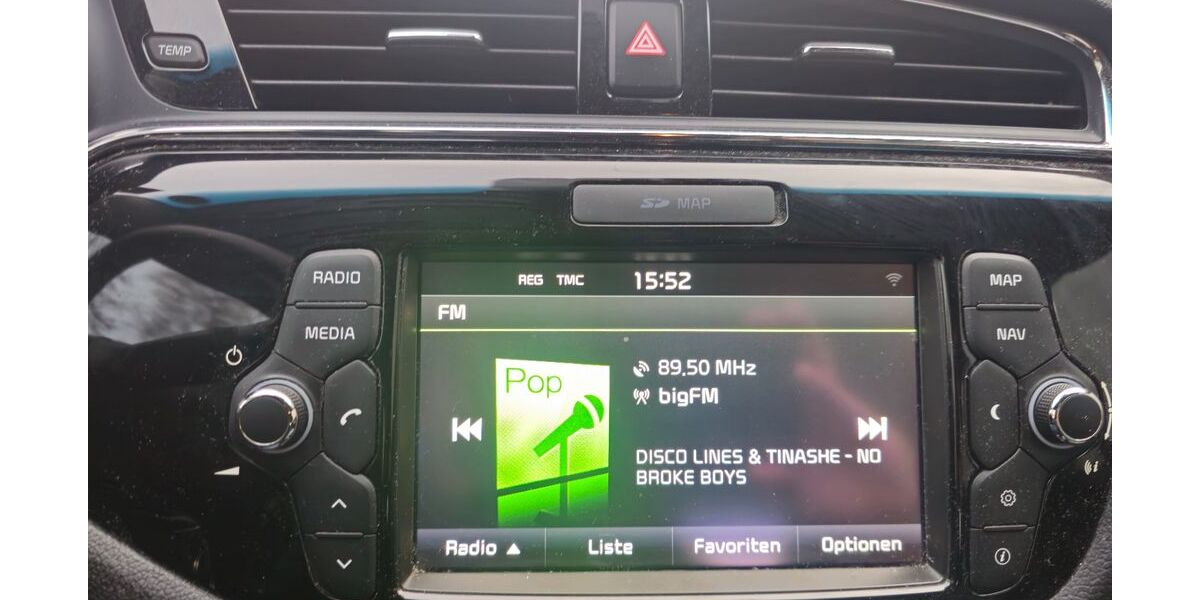 TEMP
SD MAP
RADIO
MEDIA
MAP
NAV
REG TMC 15:52
FM
Pop
89,50 MHz
bigFM
DISCO LINES & TINASHE - NO
BROKE BOYS
Radio ▲ Liste Favoriten Optionen